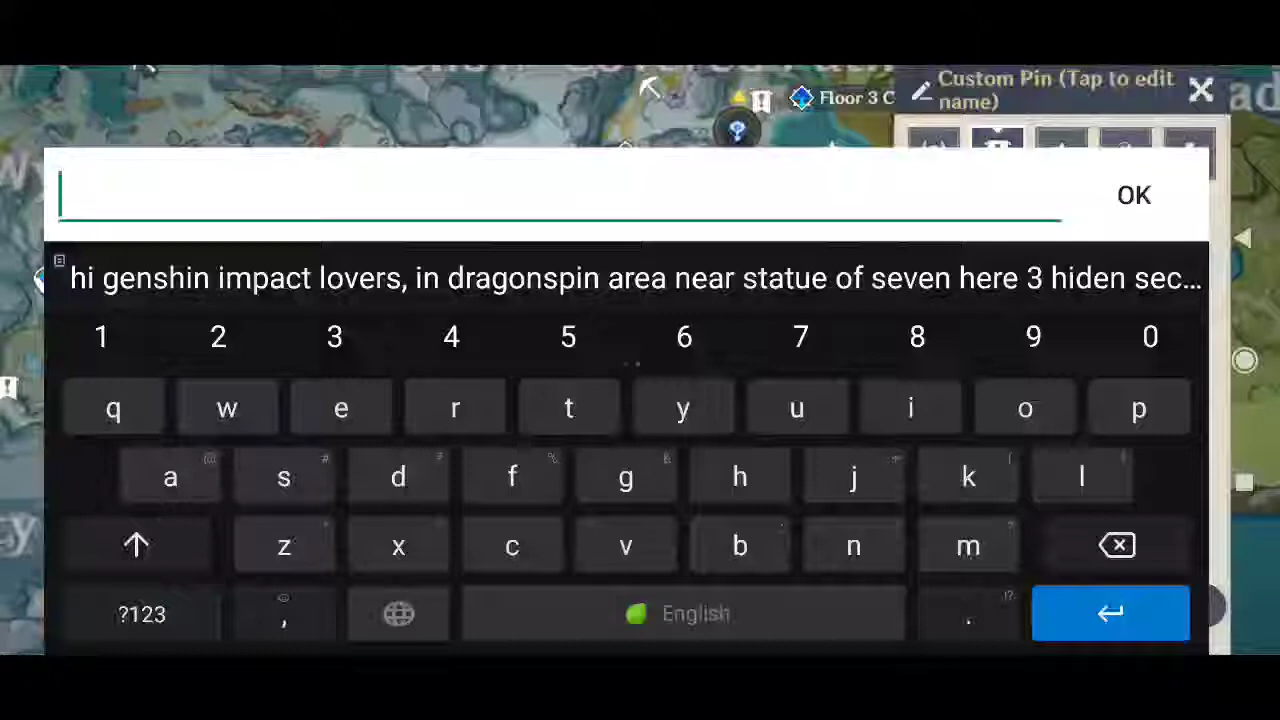 Custom Pin (Tap to edit
name)
Floor 3 C
ad
OK
hi genshin impact lovers, in dragonspin area near statue of seven here 3 hiden sec...
1 2 3 4 5 6 7 8 9 0
q w e r t y u i o p
a s d f g h j k l
z x c v b n m
?123 , English .